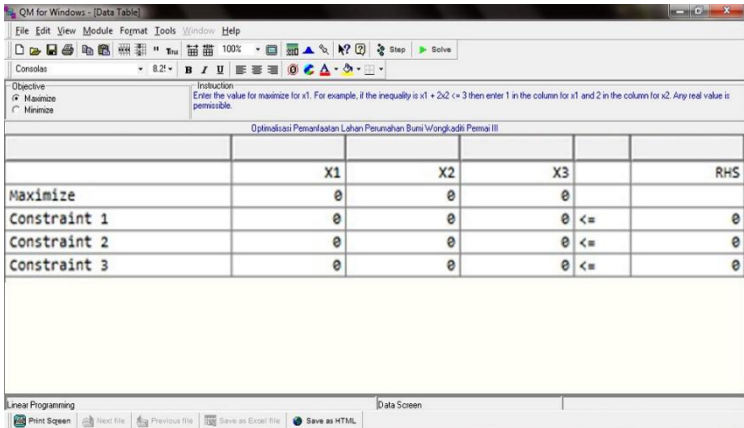 QM for Windows - [Data Table]
File Edit View Module Format Tools Window Help
100% Step Solve
Consolas 8.2! B I U
Objective
Maximize
Minimize
Instruction
Enter the value for maximize for x1. For example, if the inequality is x1 + 2x2 <= 3 then enter 1 in the column for x1 and 2 in the column for x2. Any real value is
permissible.
Optimalisasi Pemanfaatan Lahan Perumahan Bumi Wongkaditi Permai III
X1 X2 X3 RHS
Maximize 0 0 0
Constraint 1 0 0 0 <= 0
Constraint 2 0 0 0 <= 0
Constraint 3 0 0 0 <= 0
Linear Programming Data Screen
Print Screen Next file Previous file Save as Excel file Save as HTML